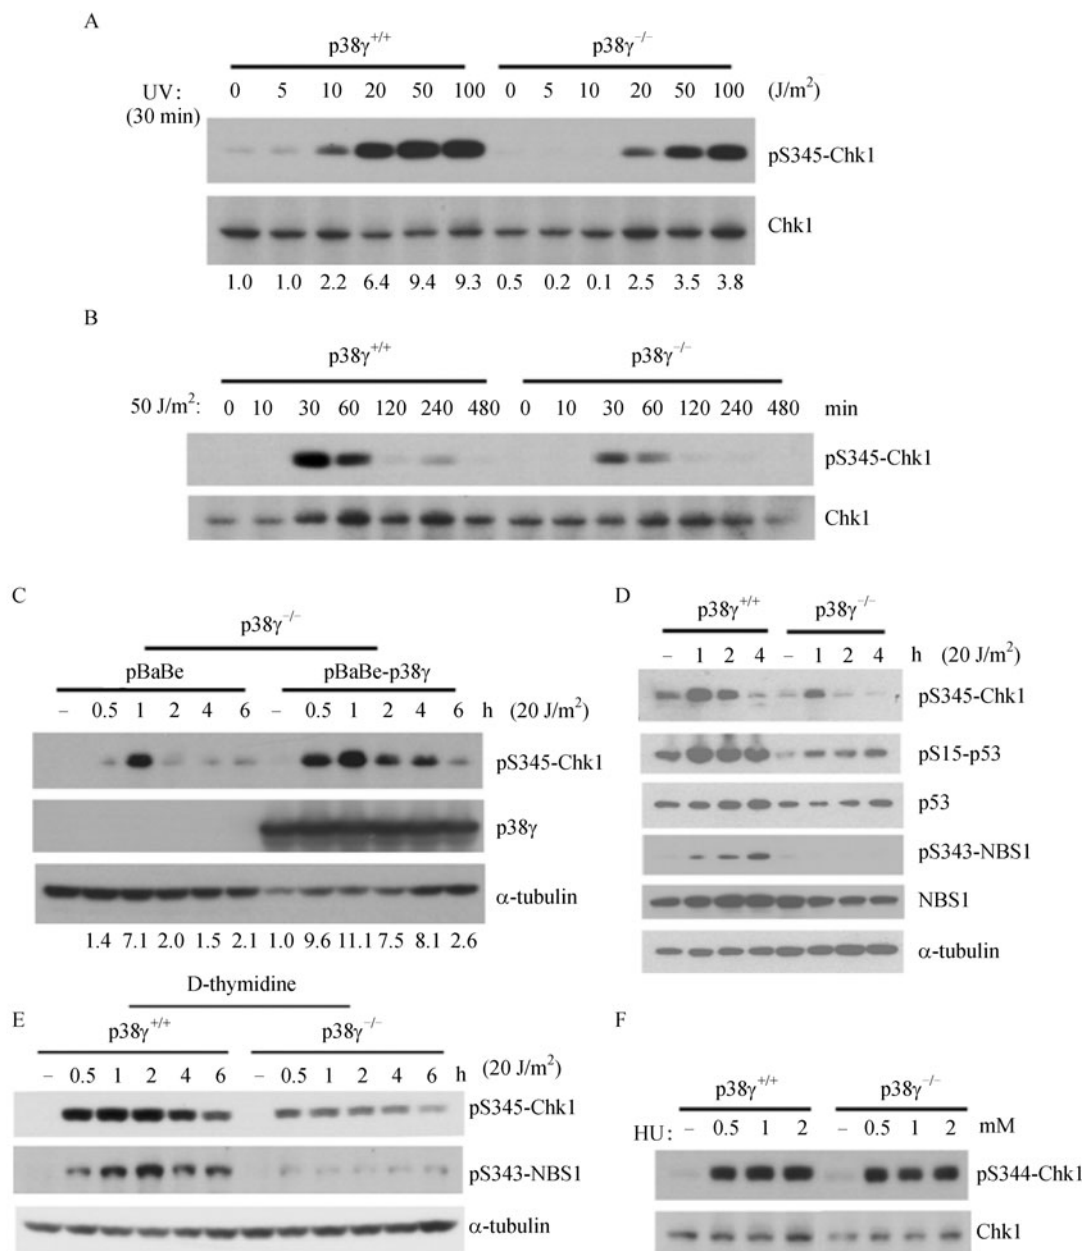 A
p38γ+/+ p38γ−/−
UV: 0 5 10 20 50 100 0 5 10 20 50 100 (J/m2)
(30 min)
pS345-Chk1
Chk1
1.0 1.0 2.2 6.4 9.4 9.3 0.5 0.2 0.1 2.5 3.5 3.8
B
p38γ+/+ p38γ−/−
50 J/m2: 0 10 30 60 120 240 480 0 10 30 60 120 240 480 min
pS345-Chk1
Chk1
C
p38γ−/−
pBaBe pBaBe-p38γ
– 0.5 1 2 4 6 – 0.5 1 2 4 6 h (20 J/m2)
pS345-Chk1
p38γ
α-tubulin
1.4 7.1 2.0 1.5 2.1 1.0 9.6 11.1 7.5 8.1 2.6
D
p38γ+/+ p38γ−/−
– 1 2 4 – 1 2 4 h (20 J/m2)
pS345-Chk1
pS15-p53
p53
pS343-NBS1
NBS1
α-tubulin
D-thymidine
E
p38γ+/+ p38γ−/−
– 0.5 1 2 4 6 – 0.5 1 2 4 6 h (20 J/m2)
pS345-Chk1
pS343-NBS1
α-tubulin
F
p38γ+/+ p38γ−/−
HU: – 0.5 1 2 – 0.5 1 2 mM
pS344-Chk1
Chk1